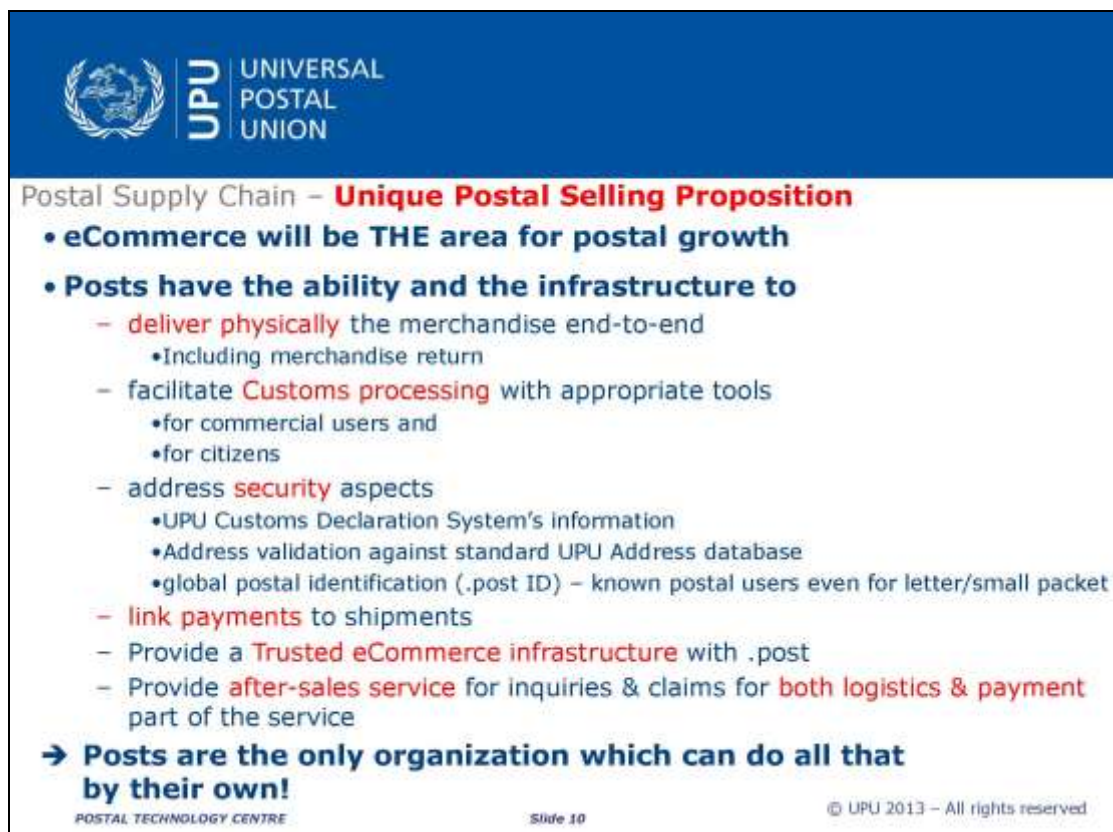 UPU
UNIVERSAL
POSTAL
UNION
Postal Supply Chain – Unique Postal Selling Proposition
• eCommerce will be THE area for postal growth
• Posts have the ability and the infrastructure to
– deliver physically the merchandise end-to-end
•Including merchandise return
– facilitate Customs processing with appropriate tools
•for commercial users and
•for citizens
– address security aspects
•UPU Customs Declaration System's information
•Address validation against standard UPU Address database
•global postal identification (.post ID) – known postal users even for letter/small packet
– link payments to shipments
– Provide a Trusted eCommerce infrastructure with .post
– Provide after-sales service for inquiries & claims for both logistics & payment
part of the service
➔ Posts are the only organization which can do all that
by their own!
POSTAL TECHNOLOGY CENTRE
Slide 10
© UPU 2013 – All rights reserved